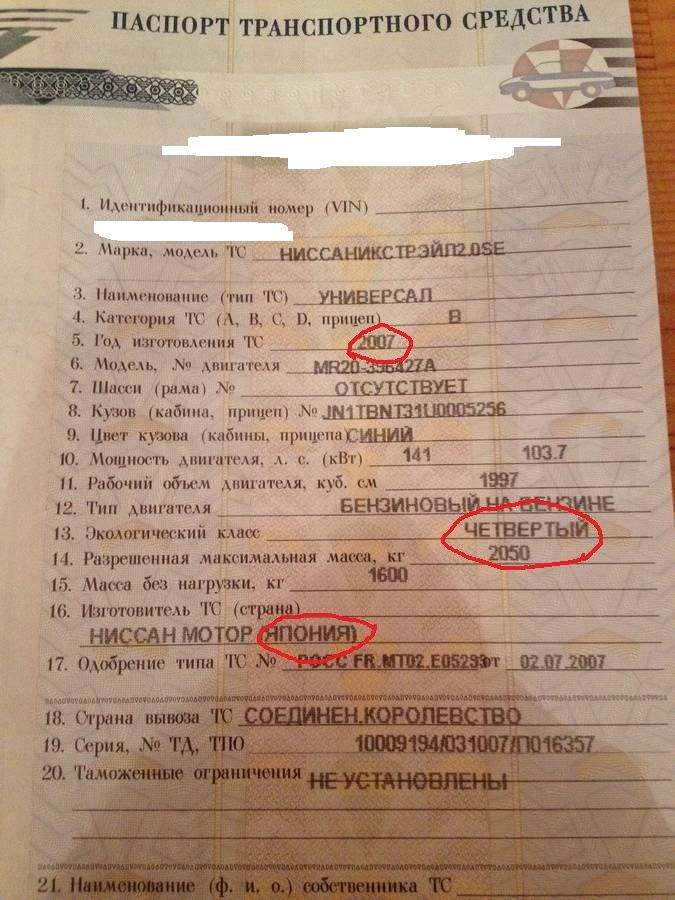 ПАСПОРТ ТРАНСПОРТНОГО СРЕДСТВА
1. Идентификационный номер (VIN)
2. Марка, модель ТС НИССАНИКСТРЭЙЛ2.0SE
3. Наименование (тип ТС) УНИВЕРСАЛ
4. Категория ТС (A, B, C, D, прицеп) B
5. Год изготовления ТС 2007
6. Модель, № двигателя MR20-396427A
7. Шасси (рама) № ОТСУТСТВУЕТ
8. Кузов (кабина, прицеп) № JN1TBNT31U0005256
9. Цвет кузова (кабины, прицепа) СИНИЙ
10. Мощность двигателя, л. с. (кВт) 141 103.7
11. Рабочий объем двигателя, куб. см 1997
12. Тип двигателя БЕНЗИНОВЫЙ НА БЕНЗИНЕ
13. Экологический класс ЧЕТВЕРТЫЙ
14. Разрешенная максимальная масса, кг 2050
15. Масса без нагрузки, кг 1600
16. Изготовитель ТС (страна)
НИССАН МОТОР (ЯПОНИЯ)
17. Одобрение типа ТС № РОСС FR.MT02.E05293 от 02.07.2007
18. Страна вывоза ТС СОЕДИНЕН.КОРОЛЕВСТВО
19. Серия, № ТД, ТПО 10009194/031007/П016357
20. Таможенные ограничения НЕ УСТАНОВЛЕНЫ
21. Наименование (ф. и. о.) собственника ТС